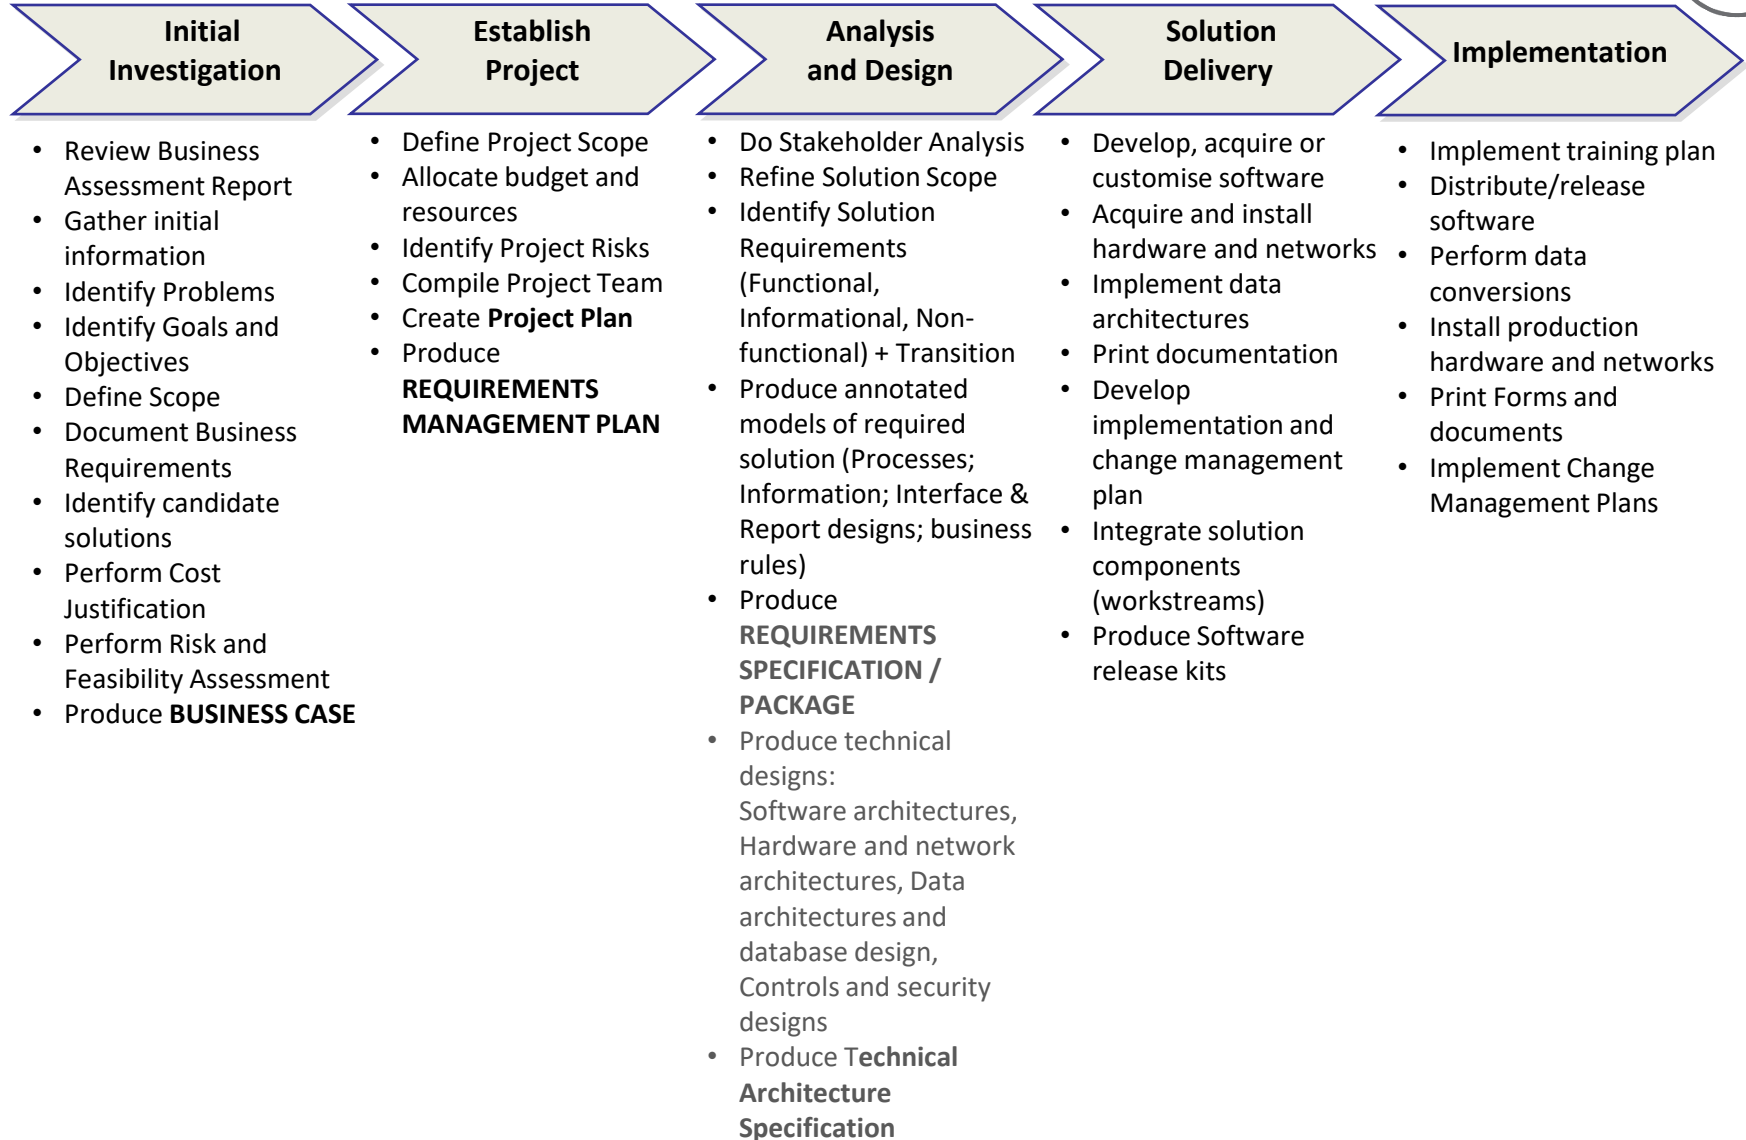 Initial
Investigation
• Review Business
Assessment Report
• Gather initial
information
• Identify Problems
• Identify Goals and
Objectives
• Define Scope
• Document Business
Requirements
• Identify candidate
solutions
• Perform Cost
Justification
• Perform Risk and
Feasibility Assessment
• Produce BUSINESS CASE
Establish
Project
• Define Project Scope
• Allocate budget and
resources
• Identify Project Risks
• Compile Project Team
• Create Project Plan
• Produce
REQUIREMENTS
MANAGEMENT PLAN
Analysis
and Design
• Do Stakeholder Analysis
• Refine Solution Scope
• Identify Solution
Requirements
(Functional,
Informational, Non-
functional) + Transition
• Produce annotated
models of required
solution (Processes;
Information; Interface &
Report designs; business
rules)
• Produce
REQUIREMENTS
SPECIFICATION /
PACKAGE
• Produce technical
designs:
Software architectures,
Hardware and network
architectures, Data
architectures and
database design,
Controls and security
designs
• Produce Technical
Architecture
Specification
Solution
Delivery
• Develop, acquire or
customise software
• Acquire and install
hardware and networks
• Implement data
architectures
• Print documentation
• Develop
implementation and
change management
plan
• Integrate solution
components
(workstreams)
• Produce Software
release kits
Implementation
• Implement training plan
• Distribute/release
software
• Perform data
conversions
• Install production
hardware and networks
• Print Forms and
documents
• Implement Change
Management Plans